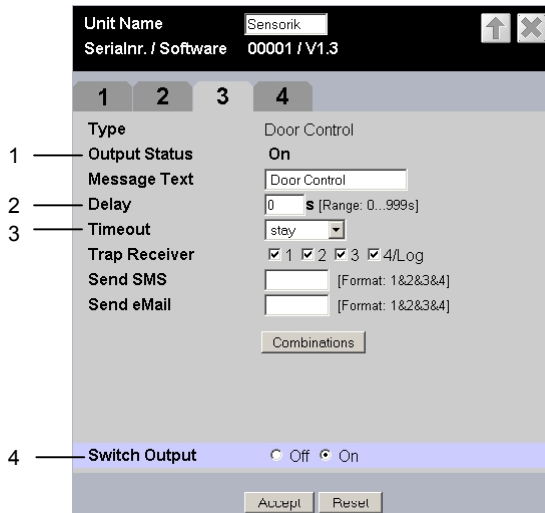 Unit Name Sensorik
Serialnr. / Software 00001 / V1.3
1 2 3 4
Type Door Control
1 Output Status On
Message Text Door Control
2 Delay 0 s [Range: 0...999s]
3 Timeout stay
Trap Receiver 1 2 3 4/Log
Send SMS [Format: 1&2&3&4]
Send eMail [Format: 1&2&3&4]
Combinations
4 Switch Output Off On
Accept Reset